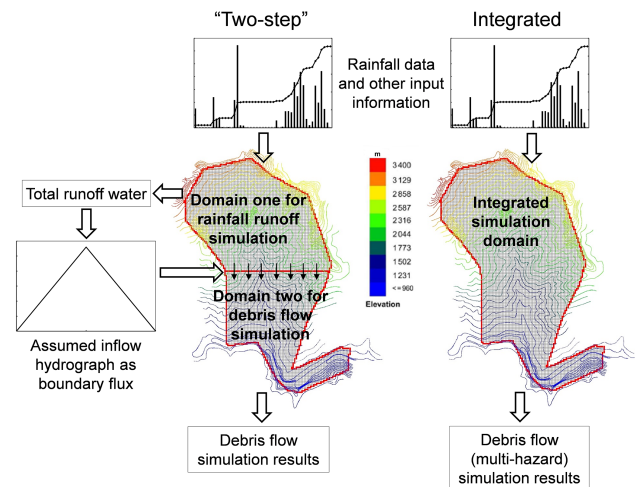 “Two-step”
Integrated
Rainfall data
and other input
information
Total runoff water
Domain one for
rainfall runoff
simulation
Integrated
simulation
domain
m
3400
3129
2858
2587
2316
2044
1773
1502
1231
<=960
Elevation
Domain two for
debris flow
simulation
Assumed inflow
hydrograph as
boundary flux
Debris flow
simulation results
Debris flow
(multi-hazard)
simulation results